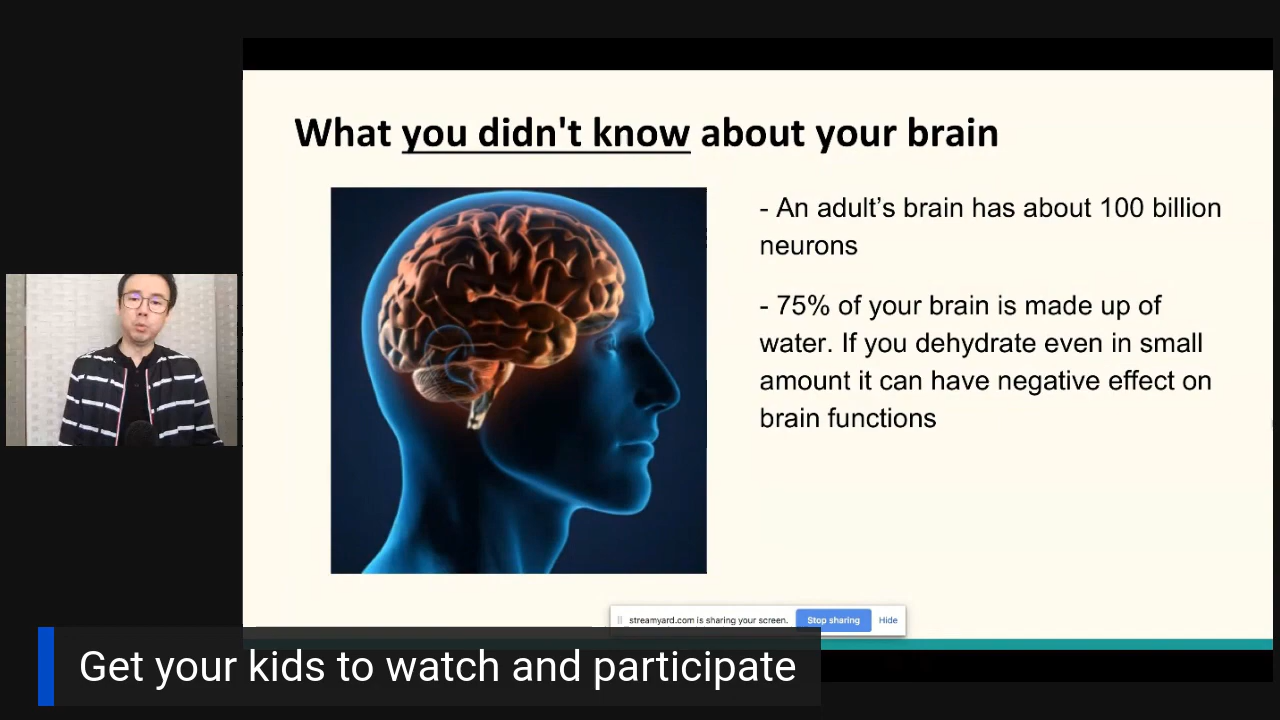 What you didn't know about your brain
- An adult’s brain has about 100 billion
neurons
- 75% of your brain is made up of
water. If you dehydrate even in small
amount it can have negative effect on
brain functions
streamyard.com is sharing your screen.
Stop sharing
Hide
Get your kids to watch and participate